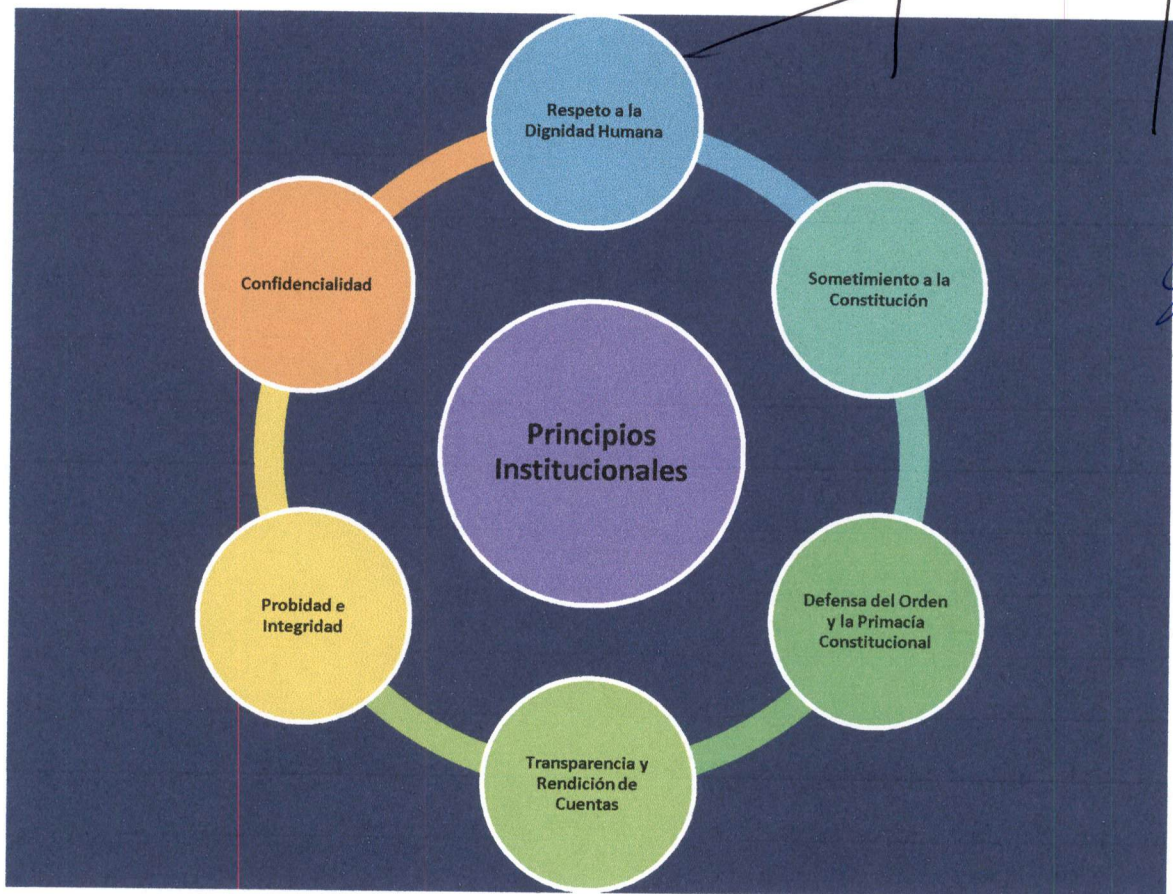 Respeto a la
Dignidad Humana
Confidencialidad
Sometimiento a la
Constitución
Principios
Institucionales
Probidad e
Integridad
Defensa del Orden
y la Primacía
Constitucional
Transparencia y
Rendición de
Cuentas